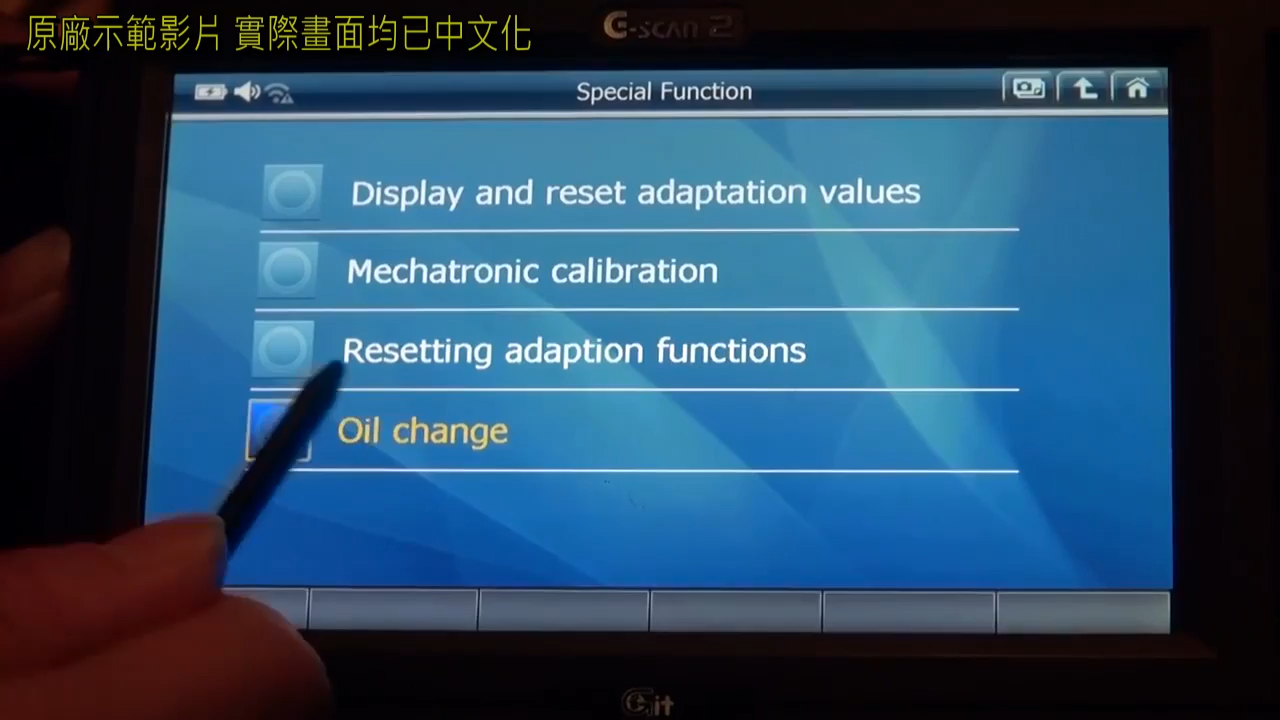 原廠示範影片 實際畫面均已中文化
G-SCAN 2
Special Function
Display and reset adaptation values
Mechatronic calibration
Resetting adaption functions
Oil change
Git